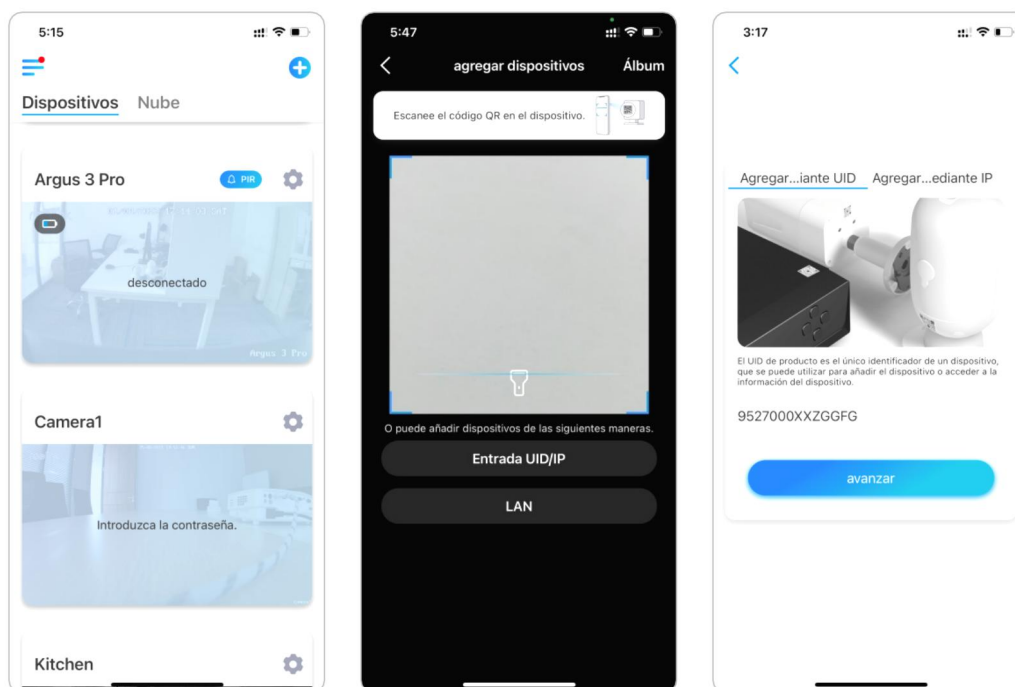 5:15
Dispositivos Nube
Argus 3 Pro
PIR
desconectado
Argus 3 Pro
Camera1
Introduzca la contraseña.
Kitchen
5:47
agregar dispositivos Álbum
Escanee el código QR en el dispositivo.
O puede añadir dispositivos de las siguientes maneras.
Entrada UID/IP
LAN
3:17
Agregar...iante UID Agregar...ediante IP
El UID de producto es el único identificador de un dispositivo,
que se puede utilizar para añadir el dispositivo o acceder a la
información del dispositivo.
9527000XXZGGFG
avanzar